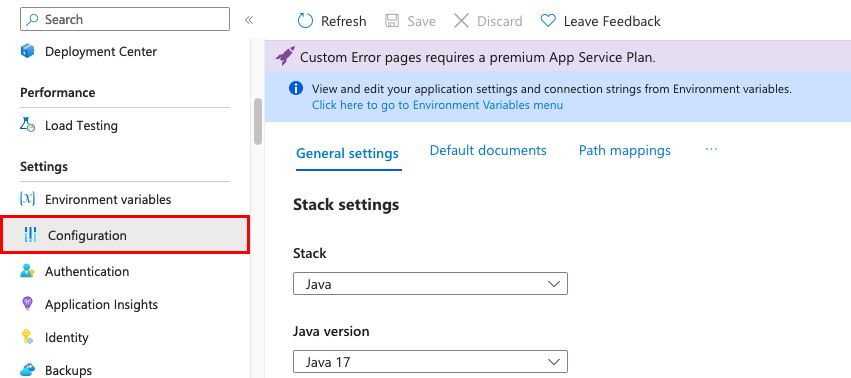 Search
«
Deployment Center
Performance
Load Testing
Settings
Environment variables
Configuration
Authentication
Application Insights
Identity
Backups
Refresh
Save
Discard
Leave Feedback
Custom Error pages requires a premium App Service Plan.
View and edit your application settings and connection strings from Environment variables.
Click here to go to Environment Variables menu
General settings
Default documents
Path mappings
...
Stack settings
Stack
Java
Java version
Java 17